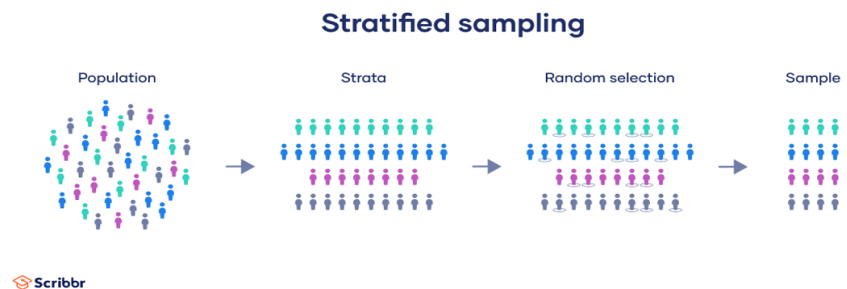 Stratified sampling
Population
Strata
Random selection
Sample
Scribbr